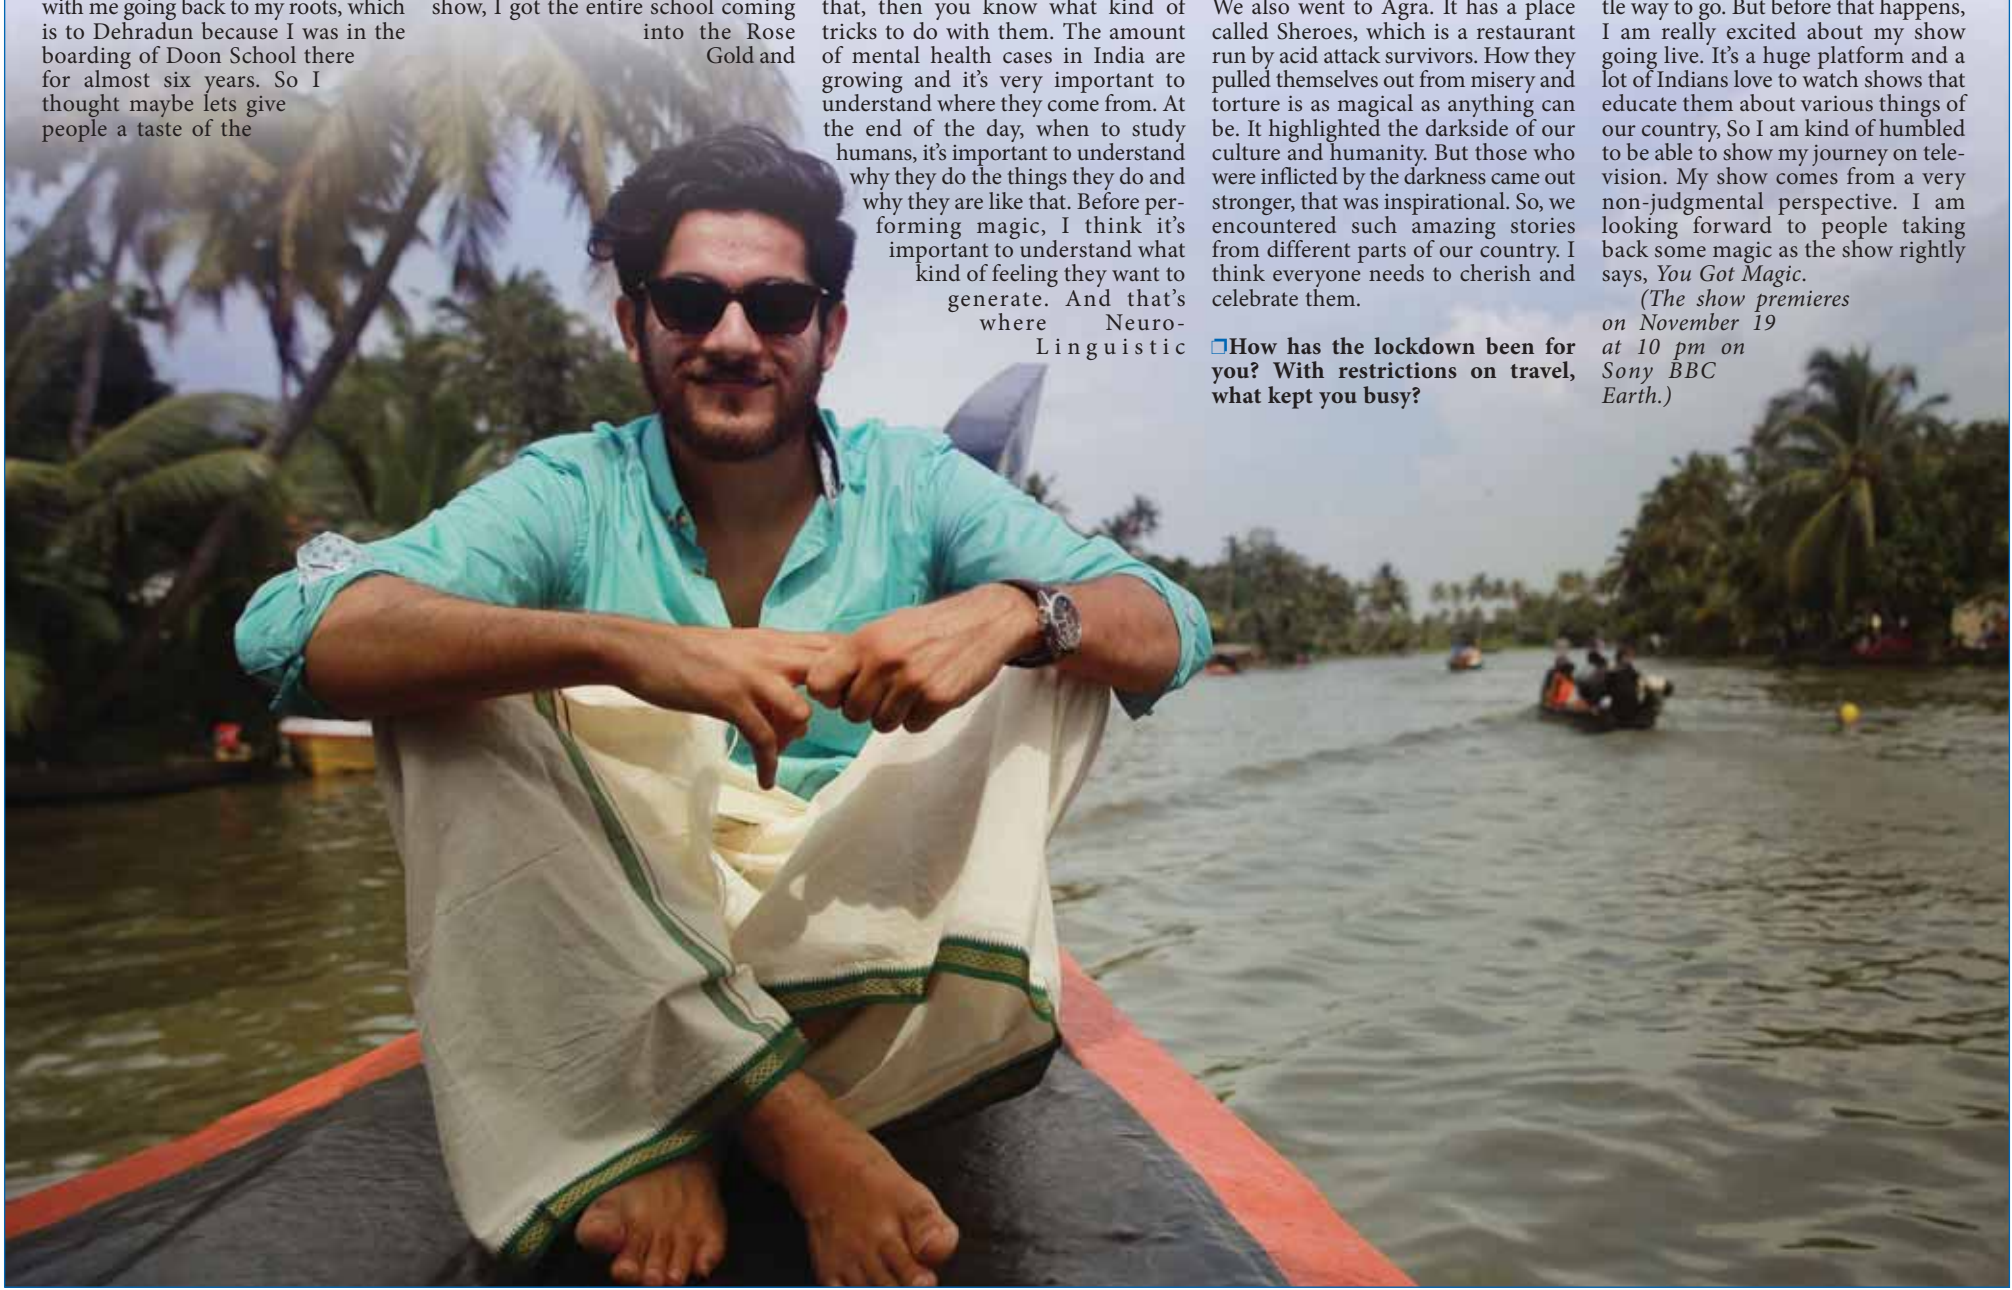 with me going back to my roots, which
is to Dehradun because I was in the
boarding of Doon School there
for almost six years. So I
thought maybe lets give
people a taste of the
show, I got the entire school coming
into the Rose
Gold and
that, then you know what kind of
tricks to do with them. The amount
of mental health cases in India are
growing and it's very important to
understand where they come from. At
the end of the day, when to study
humans, it's important to understand
why they do the things they do and
why they are like that. Before per-
forming magic, I think it's
important to understand what
kind of feeling they want to
generate. And that's
where Neuro-
Linguistic
We also went to Agra. It has a place
called Sheroes, which is a restaurant
run by acid attack survivors. How they
pulled themselves out from misery and
torture is as magical as anything can
be. It highlighted the darkside of our
culture and humanity. But those who
were inflicted by the darkness came out
stronger, that was inspirational. So, we
encountered such amazing stories
from different parts of our country. I
think everyone needs to cherish and
celebrate them.
❒How has the lockdown been for
you? With restrictions on travel,
what kept you busy?
tle way to go. But before that happens,
I am really excited about my show
going live. It's a huge platform and a
lot of Indians love to watch shows that
educate them about various things of
our country, So I am kind of humbled
to be able to show my journey on tele-
vision. My show comes from a very
non-judgmental perspective. I am
looking forward to people taking
back some magic as the show rightly
says, You Got Magic.
(The show premieres
on November 19
at 10 pm on
Sony BBC
Earth.)